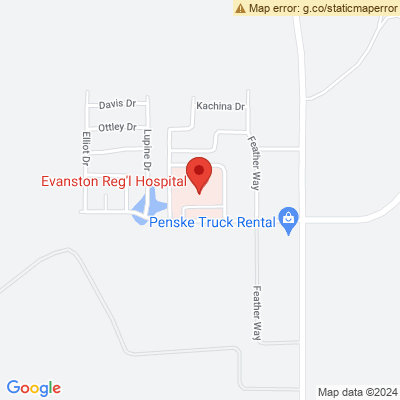 Map error: g.co/staticmaperror
Kachina Dr.
Davis Dr
Ottley Dr
Elliot Dr
Lupine Dr.
Feather Way
Evanston Reg'l Hospital
Penske Truck Rental
Feather Way
Google
Map data ©2024